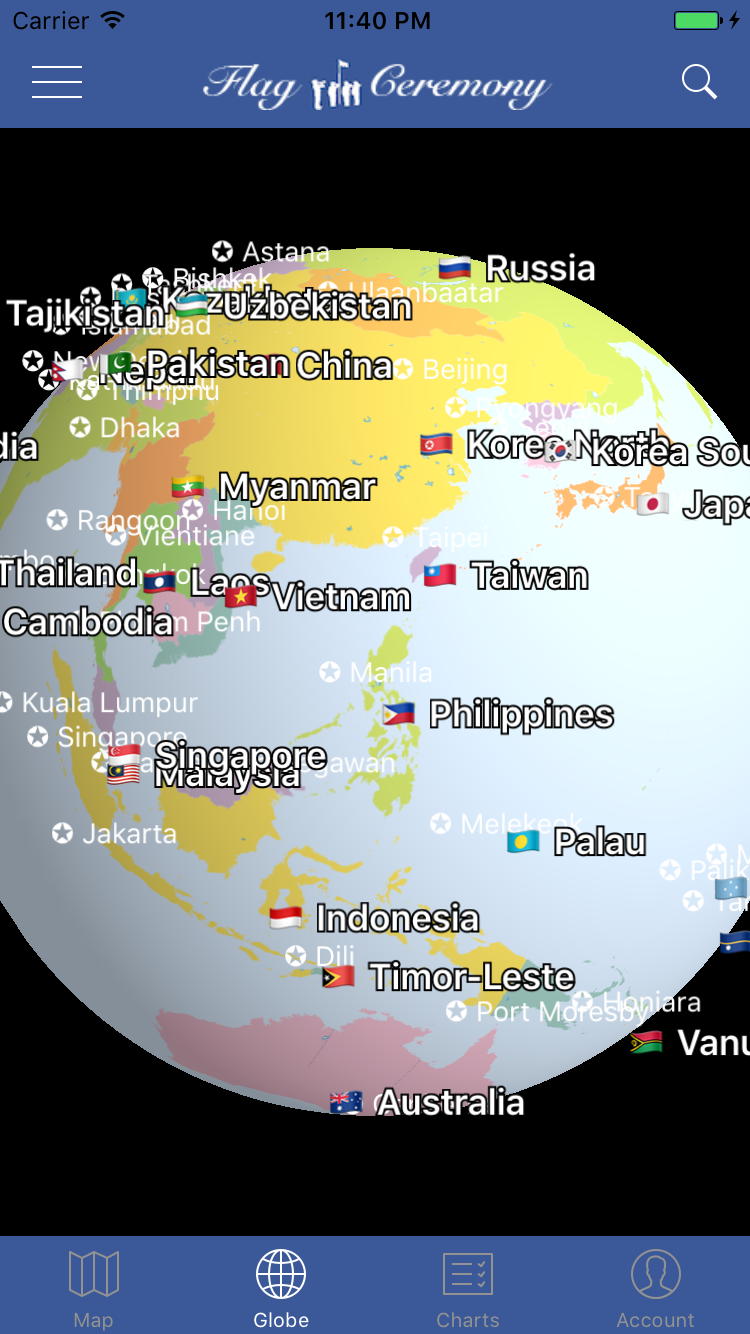 Carrier 11:40 PM
Flag Ceremony
Astana
Russia
Bishkek
Ulaanbaatar
Tajikistan
Uzbekistan
Islamabad
Pakistan
China
Beijing
Nepal
Thimphu
Pyongyang
Dhaka
dia
Korea North
Korea Sou
Myanmar
Japa
Rangoon
Hanoi
Vientiane
Taipei
Thailand
Laos
Taiwan
Vietnam
Cambodia
Penh
Manila
Kuala Lumpur
Philippines
Singapore
Singapore
Malaysia
Jakarta
Melekeok
Palau
Palik
Indonesia
Dili
Timor-Leste
Honiara
Port Moresby
Vanu
Australia
Map
Globe
Charts
Account